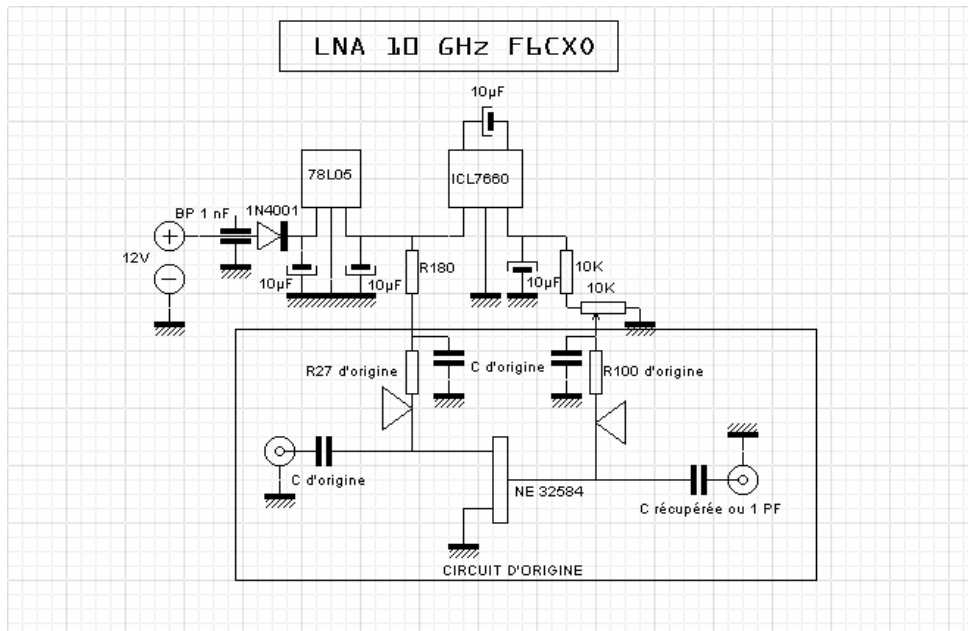 LNA 10 GHz F6CXO
10µF
78L05
ICL7660
BP 1 nF
1N4001
12V
10µF
10µF
R180
10µF
10K
10K
R27 d'origine
C d'origine
R100 d'origine
C d'origine
NE 32584
C récupérée ou 1 PF
CIRCUIT D'ORIGINE